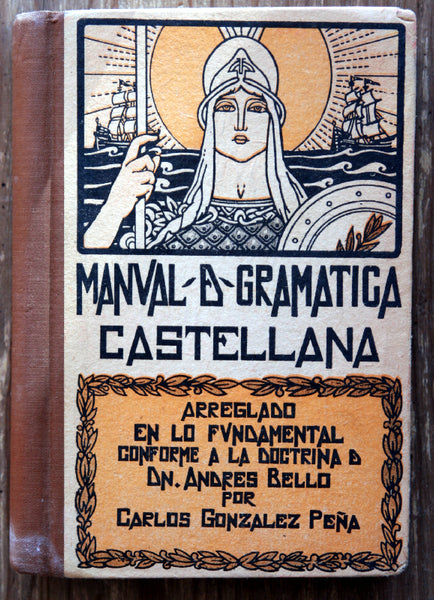 MANVAL-D-GRAMATICA
CASTELLANA
ARREGLADO
EN LO FVNDAMENTAL
CONFORME A LA DOCTRINA D
DN. ANDRES BELLO
POR
CARLOS GONZALEZ PEÑA